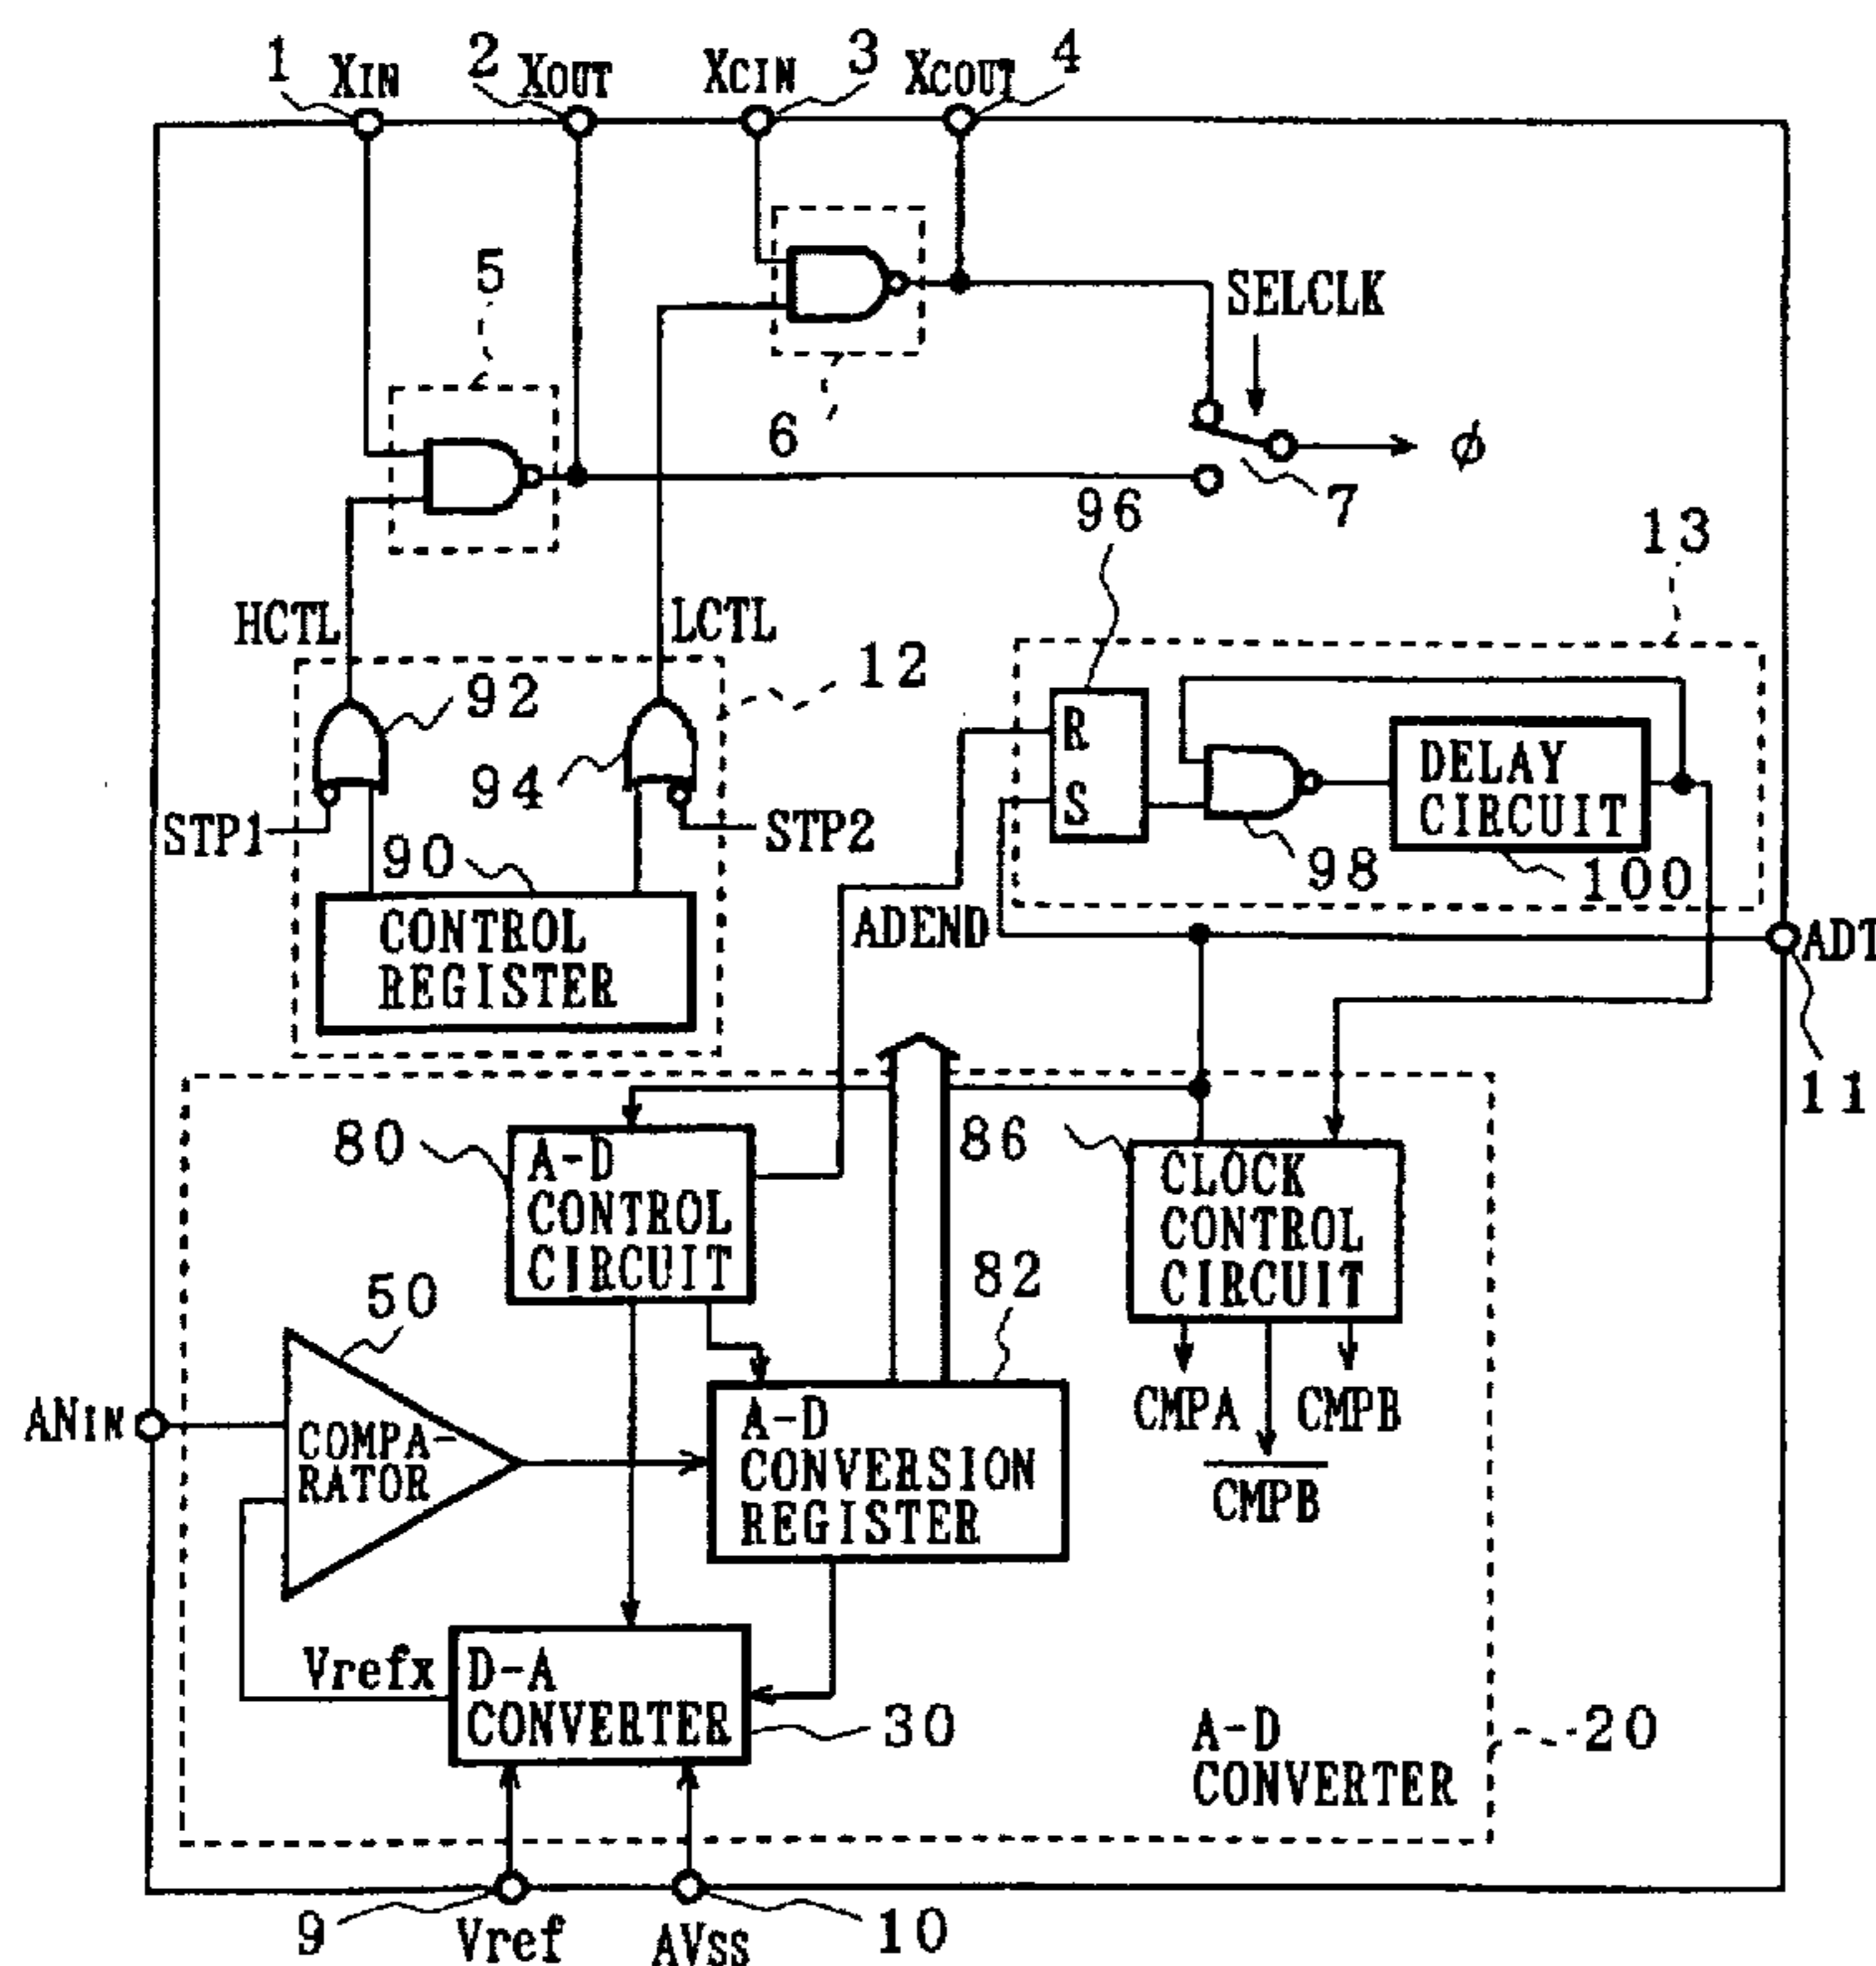 1 XIN 2 XOUT XCIN 3 XCOUT 4
5
SELCLK
6
φ
7
96
13
HCTL
LCTL
12
92
R
DELAY
94
S
CIRCUIT
STP1
STP2
90
98
100
CONTROL
REGISTER
ADEND
ADT
11
80
86
A-D
CONTROL
CIRCUIT
CLOCK
CONTROL
CIRCUIT
82
50
CMPA CMPB
ANIN
COMPA-
RATOR
A-D
CONVERSION
REGISTER
CMPB
Vrefx
D-A
CONVERTER
30
A-D
CONVERTER
20
9 Vref AVSS 10